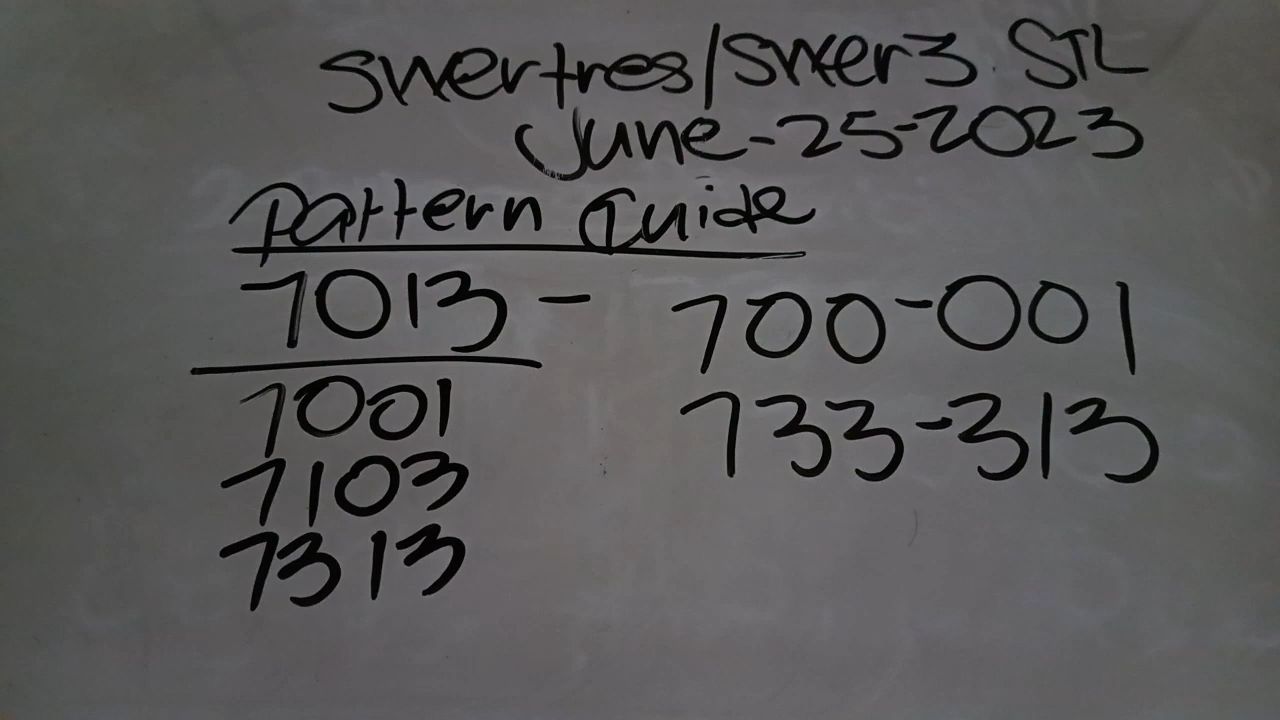 Swertres/Swer3 STL
June-25-2023
Pattern Guide
7013 - 700-001
7001 733-313
7103
7313